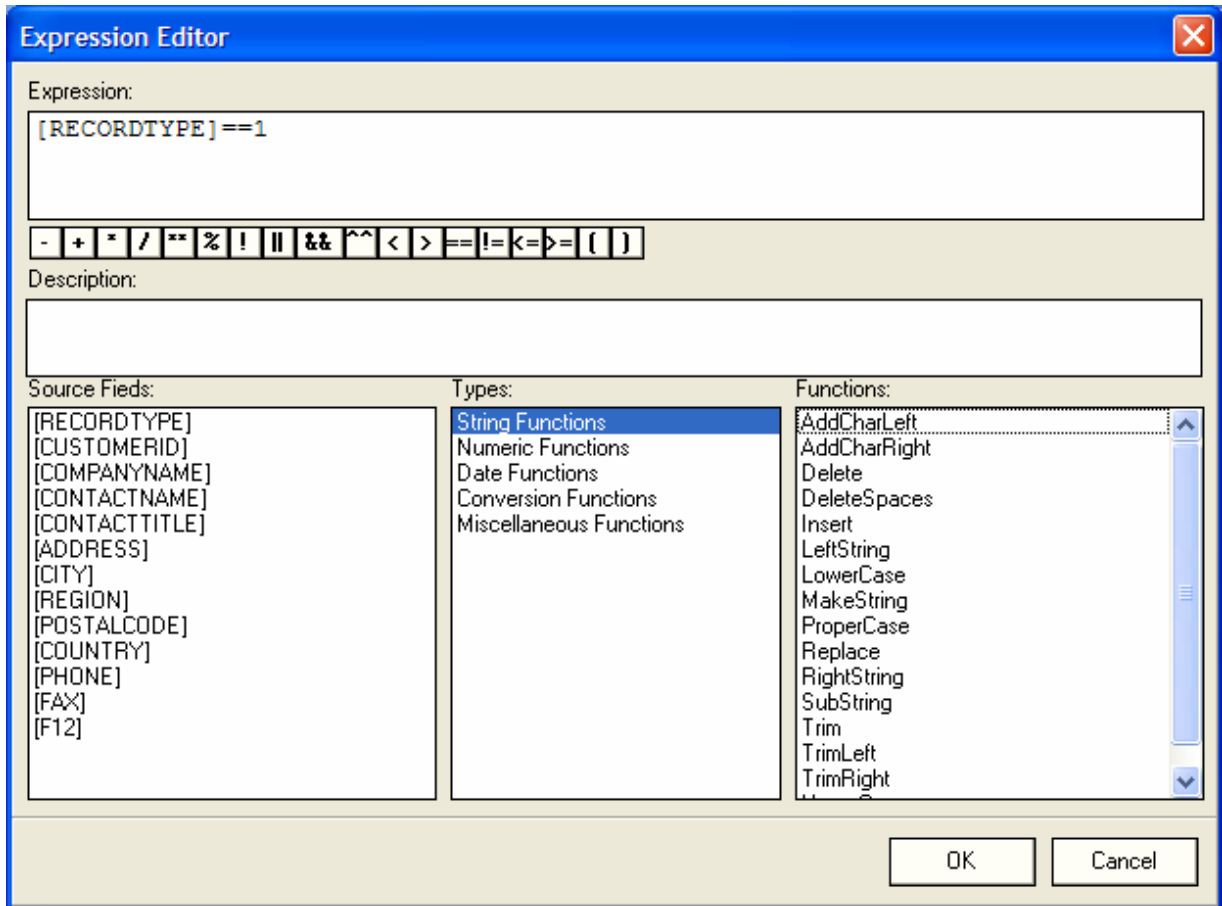 Expression Editor
Expression:
[RECORDTYPE]==1
- + * / ** % ! || && ^^ < > == != <= >= ( )
Description:
Source Fieds:
[RECORDTYPE]
[CUSTOMERID]
[COMPANYNAME]
[CONTACTNAME]
[CONTACTTITLE]
[ADDRESS]
[CITY]
[REGION]
[POSTALCODE]
[COUNTRY]
[PHONE]
[FAX]
[F12]
Types:
String Functions
Numeric Functions
Date Functions
Conversion Functions
Miscellaneous Functions
Functions:
AddCharLeft
AddCharRight
Delete
DeleteSpaces
Insert
LeftString
LowerCase
MakeString
ProperCase
Replace
RightString
SubString
Trim
TrimLeft
TrimRight
OK
Cancel